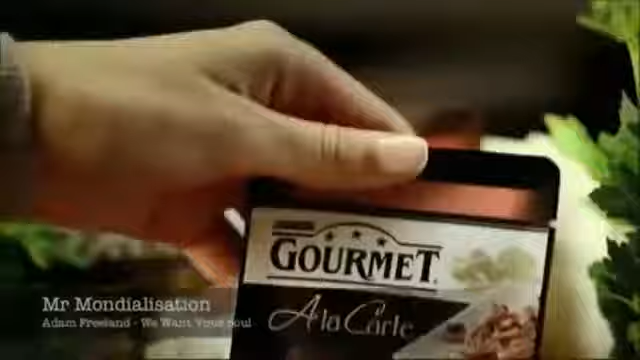 GOURMET
A la Carte
Mr Mondialisation
Adam Freeland - We Want Your soul